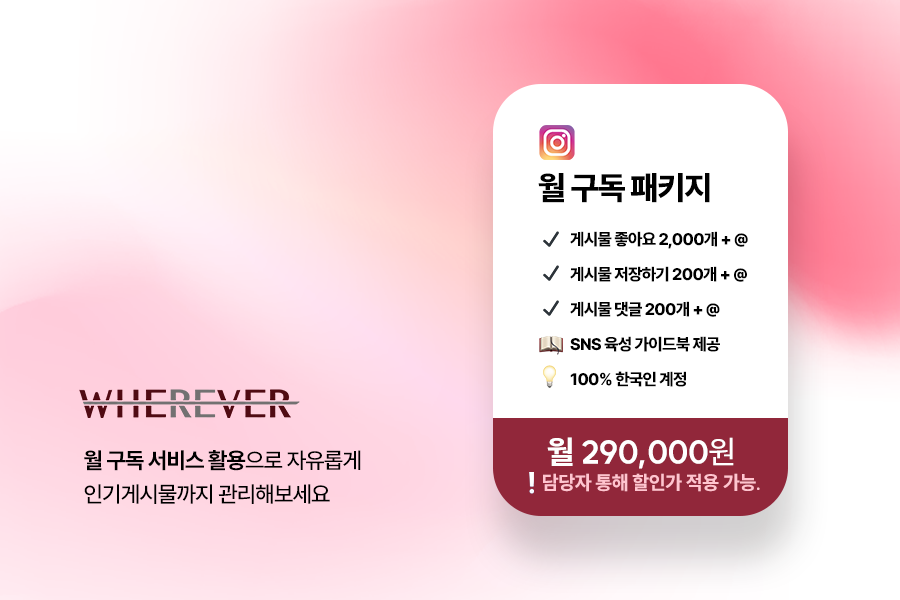 WHEREVER
월 구독 서비스 활용으로 자유롭게
인기게시물까지 관리해보세요
월 구독 패키지
게시물 좋아요 2,000개 + @
게시물 저장하기 200개 + @
게시물 댓글 200개 + @
SNS 육성 가이드북 제공
100% 한국인 계정
월 290,000원
! 담당자 통해 할인가 적용 가능.